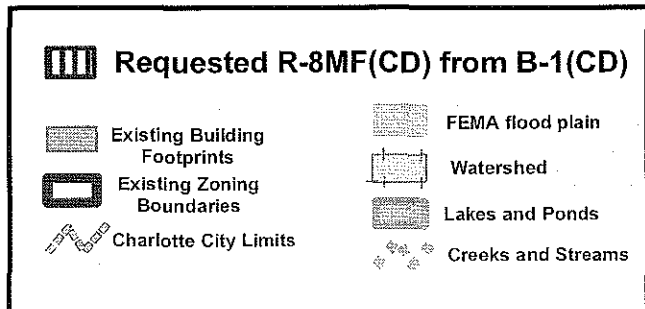 Requested R-8MF(CD) from B-1(CD)
Existing Building
Footprints
Existing Zoning
Boundaries
Charlotte City Limits
FEMA flood plain
Watershed
Lakes and Ponds
Creeks and Streams